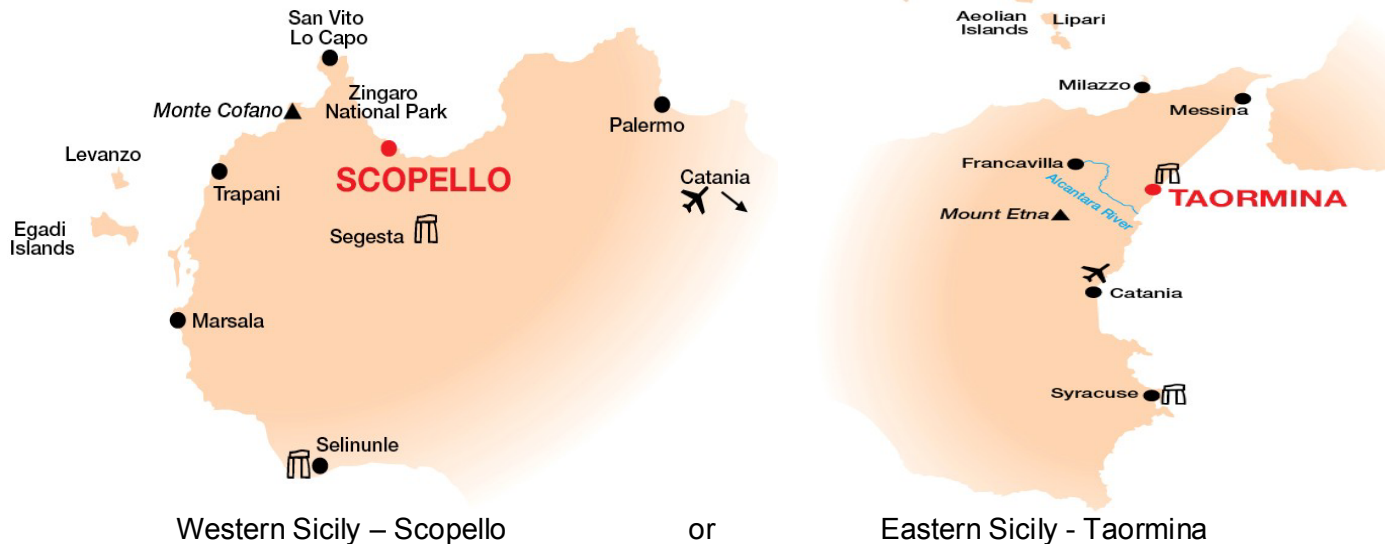 San Vito
Lo Capo
Zingaro
National Park
Monte Cofano
Palermo
Levanzo
Trapani
SCOPELLO
Catania
Egadi
Islands
Segesta
Marsala
Selinunle
Western Sicily – Scopello
or
Aeolian
Islands
Lipari
Milazzo
Messina
Francavilla
Alcantara River
TAORMINA
Mount Etna
Catania
Syracuse
Eastern Sicily - Taormina